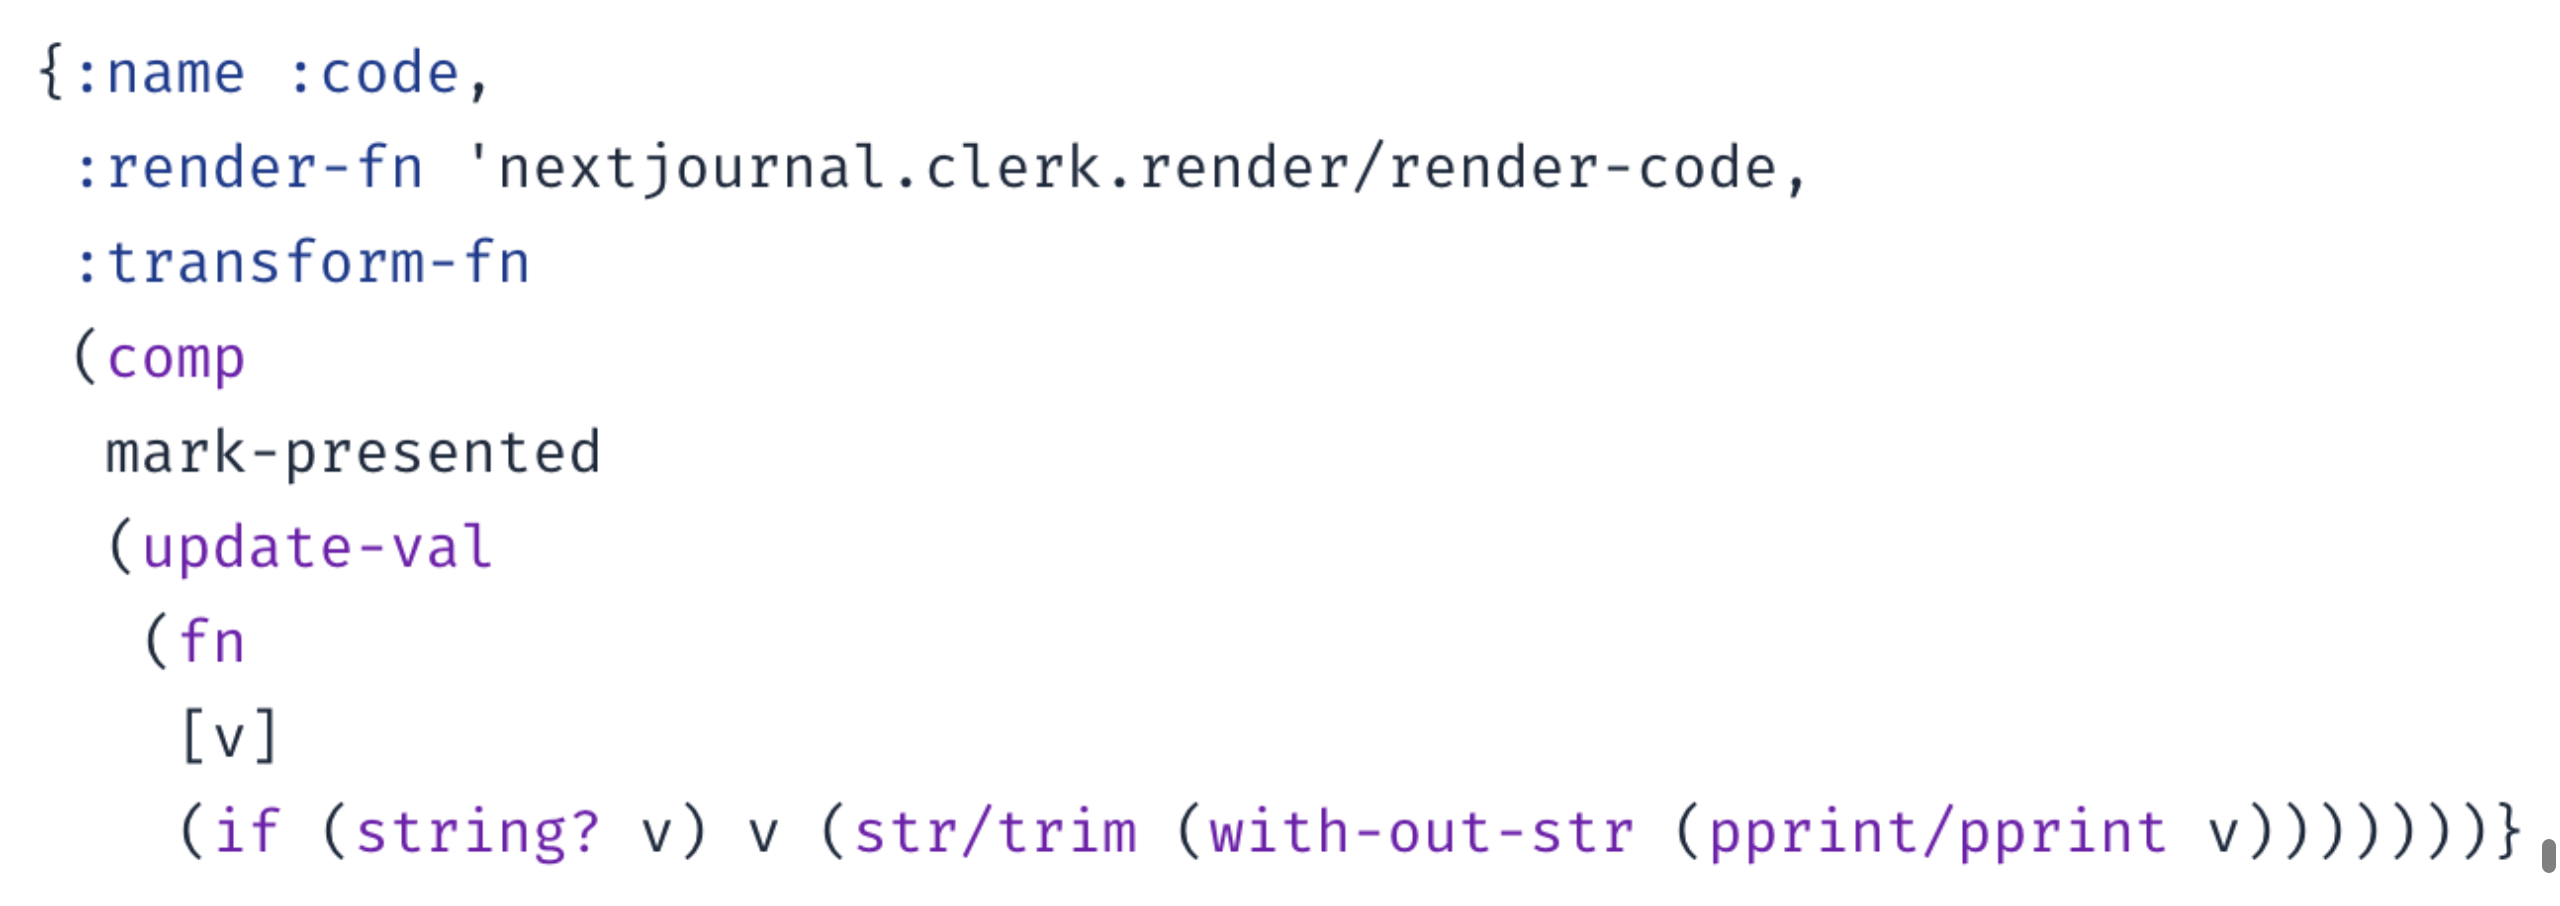 {:name :code,
 :render-fn 'nextjournal.clerk.render/render-code,
 :transform-fn
 (comp
  mark-presented
  (update-val
   (fn
    [v]
    (if (string? v) v (str/trim (with-out-str (pprint/pprint v)))))))}